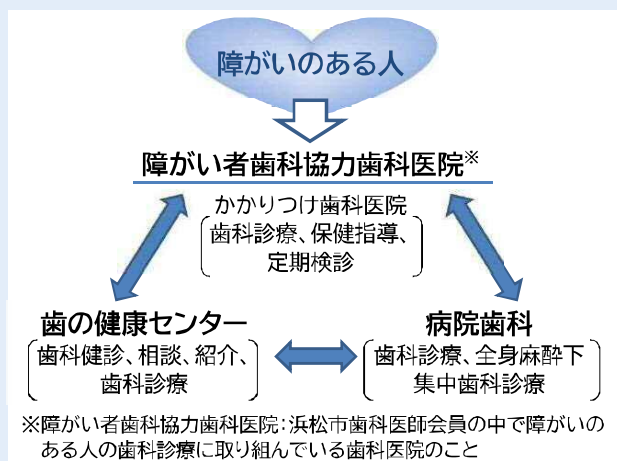 障がいのある人
障がい者歯科協力歯科医院※
かかりつけ歯科医院
歯科診療、保健指導、
定期検診
歯の健康センター
歯科健診、相談、紹介、
歯科診療
病院歯科
歯科診療、全身麻酔下
集中歯科診療
※障がい者歯科協力歯科医院：浜松市歯科医師会員の中で障がいの
ある人の歯科診療に取り組んでいる歯科医院のこと